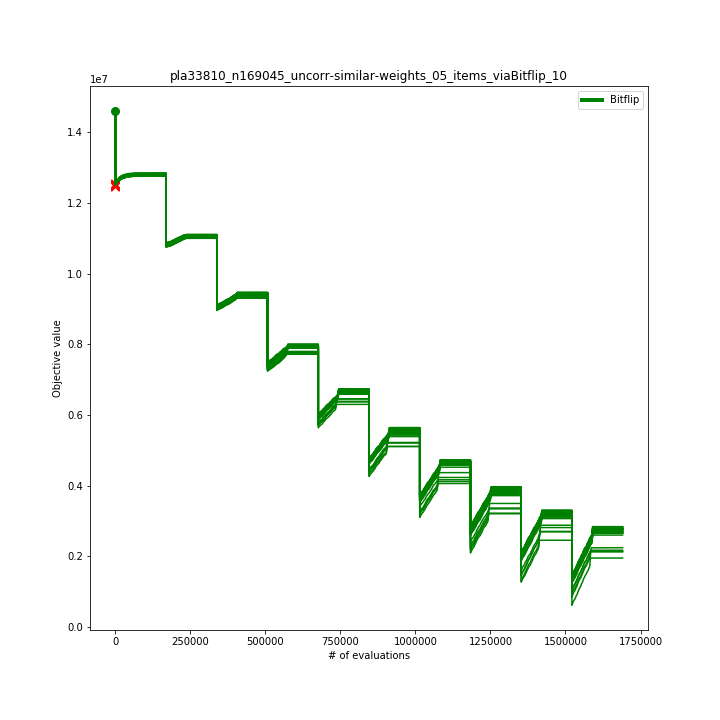 pla33810_n169045_uncorr-similar-weights_05_items_viaBitflip_10
1e7
Bitflip
1.4
1.2
1.0
0.8
0.6
0.4
0.2
0.0
Objective value
0 250000 500000 750000 1000000 1250000 1500000 1750000
# of evaluations